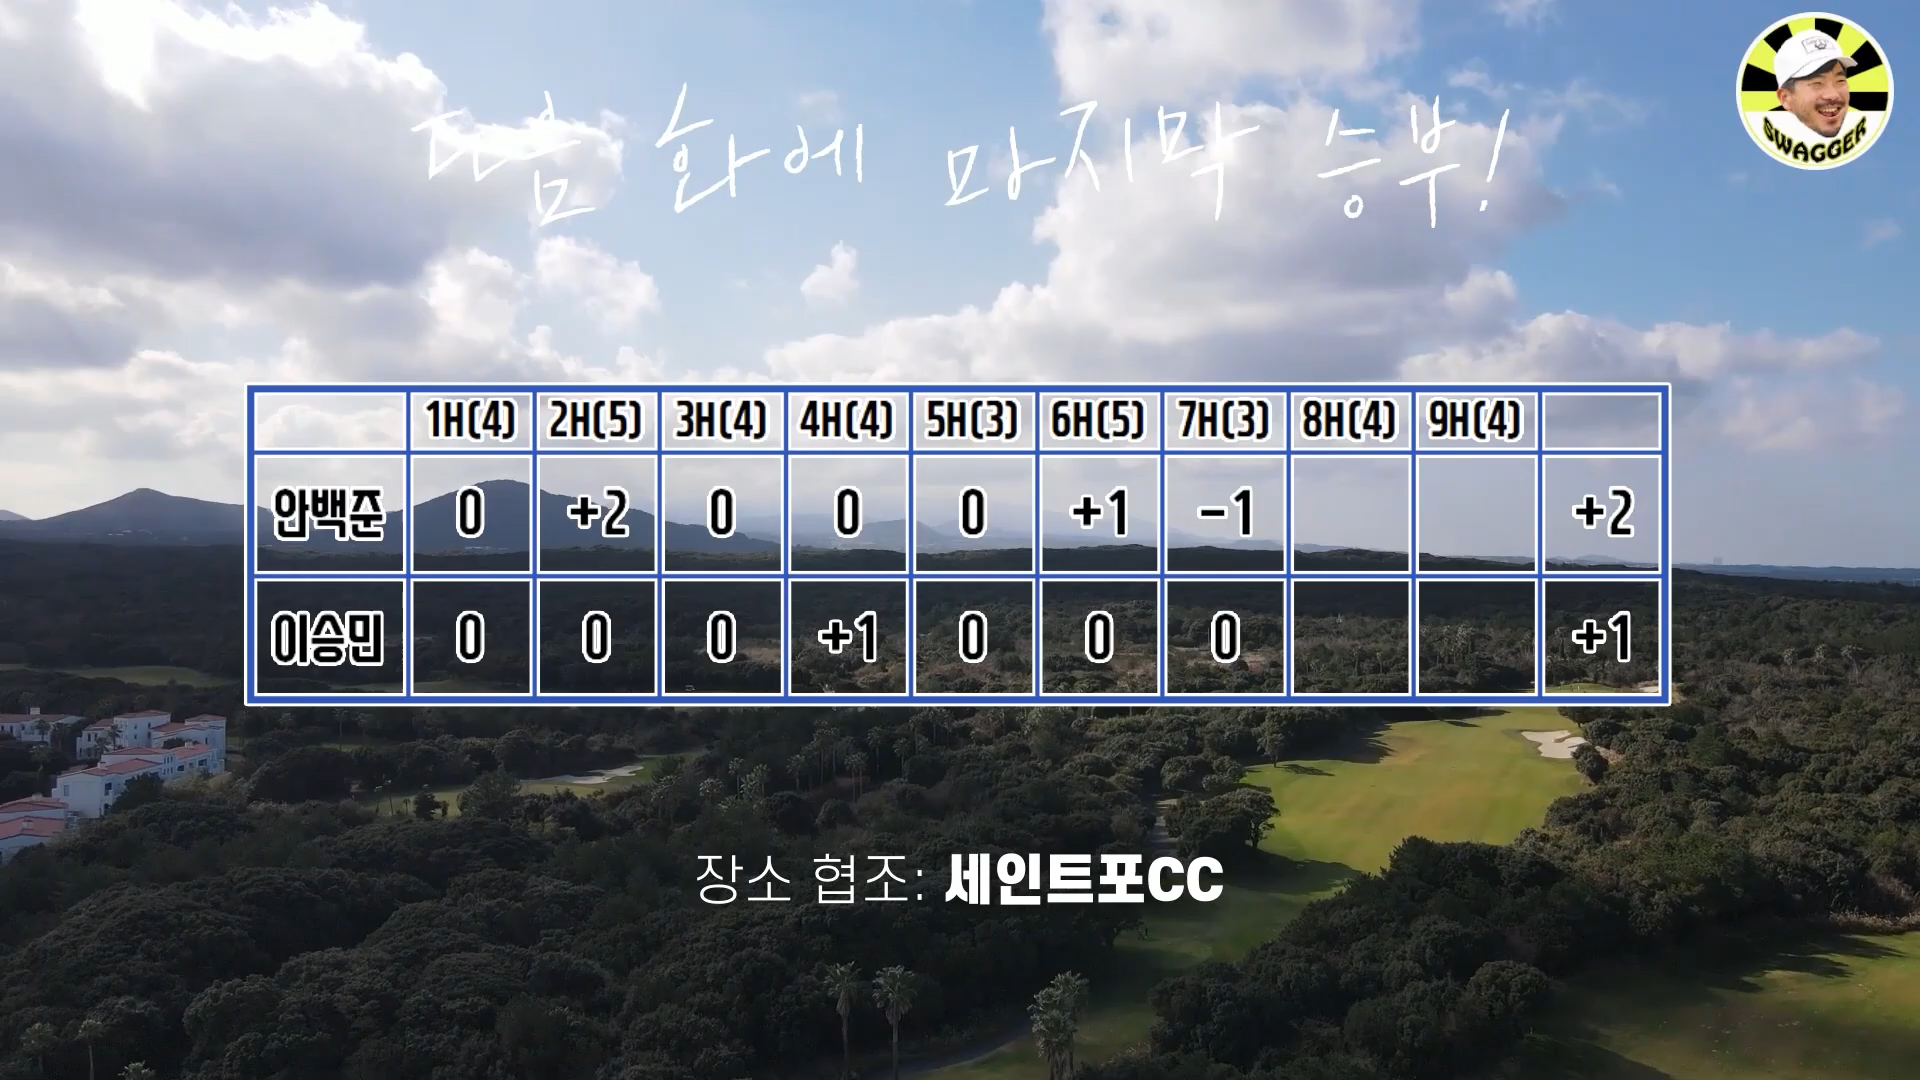 다음 화에 마지막 승부!
SWAGGER
1H(4) 2H(5) 3H(4) 4H(4) 5H(3) 6H(5) 7H(3) 8H(4) 9H(4)
안백준 0 +2 0 0 0 +1 -1 +2
이승민 0 0 0 +1 0 0 0 +1
장소 협조: 세인트포CC